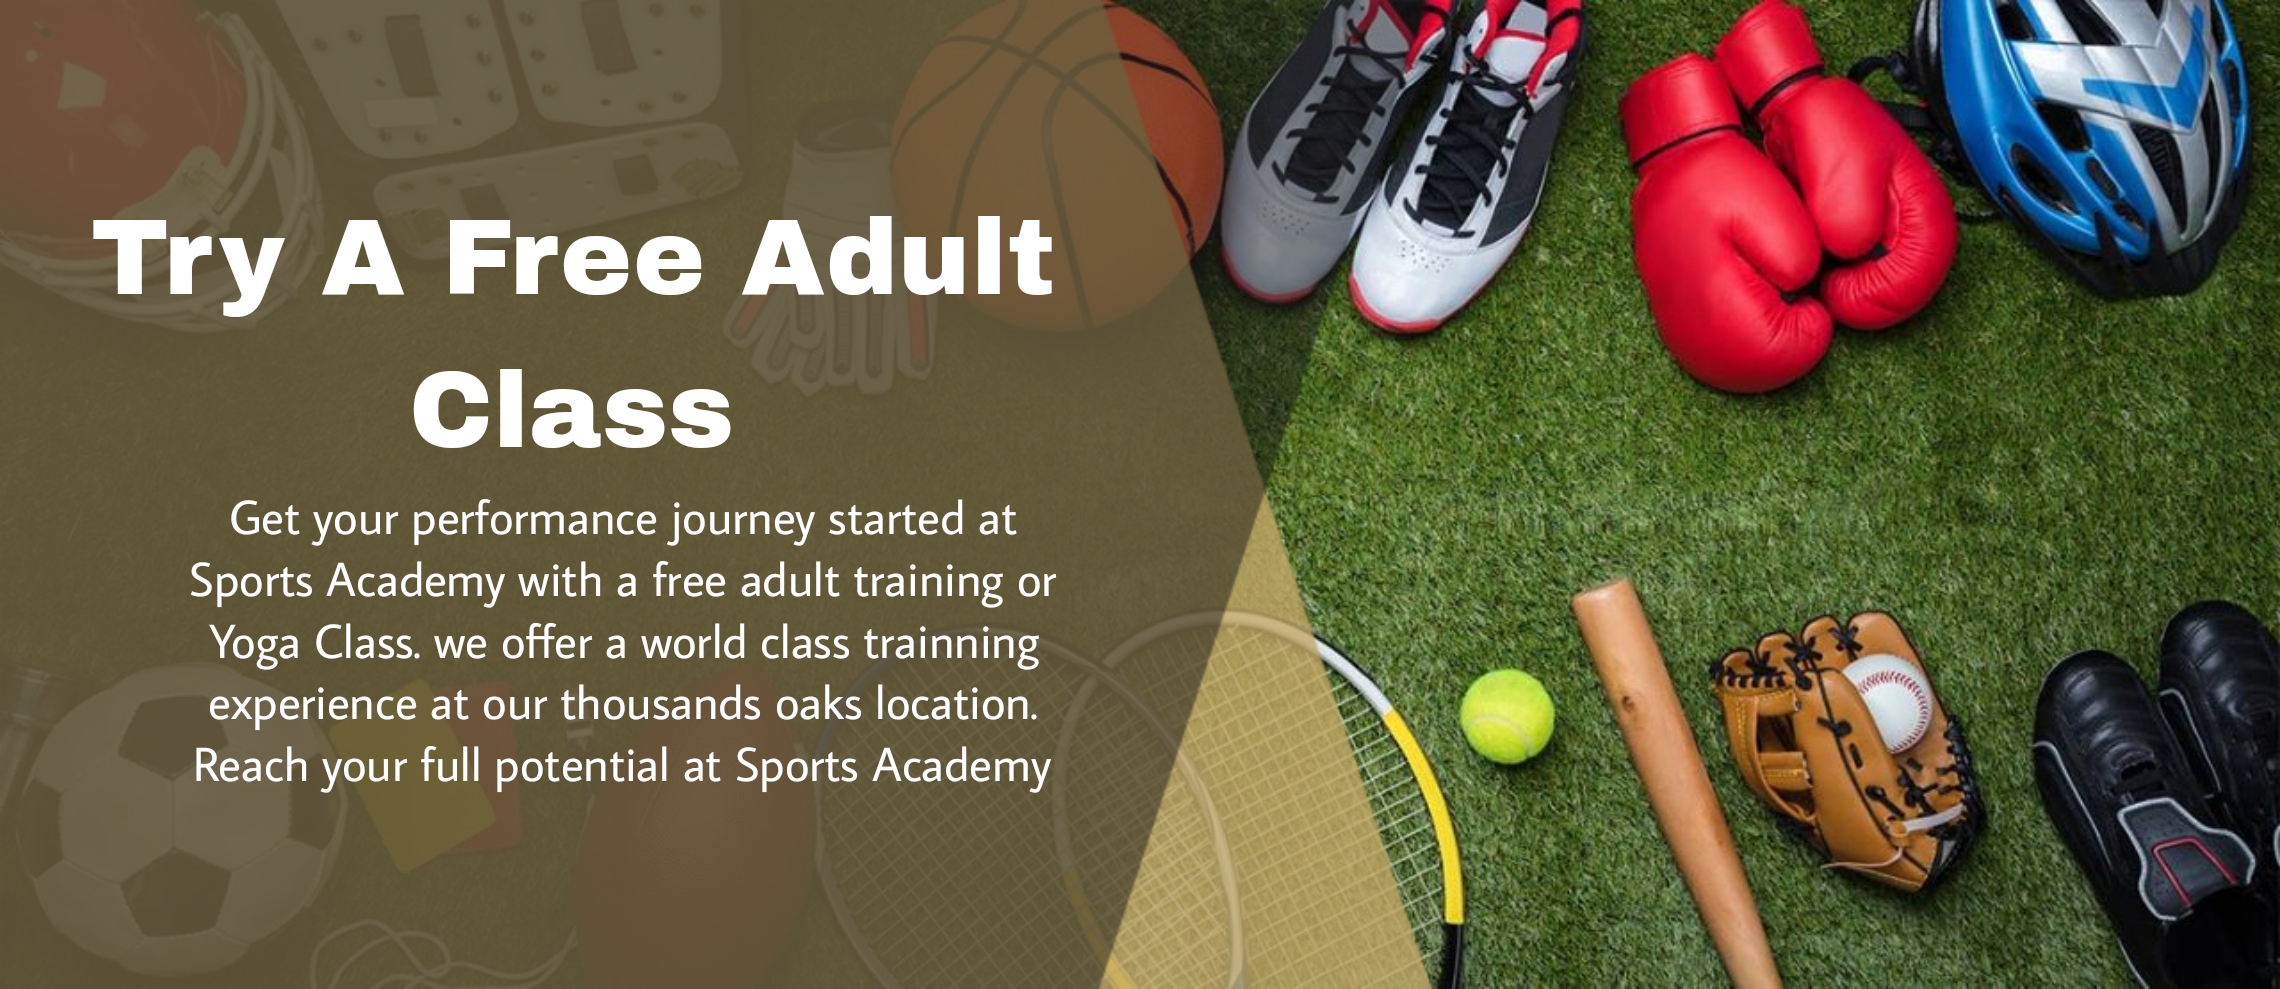 Try A Free Adult
Class
Get your performance journey started at
Sports Academy with a free adult training or
Yoga Class. we offer a world class trainning
experience at our thousands oaks location.
Reach your full potential at Sports Academy